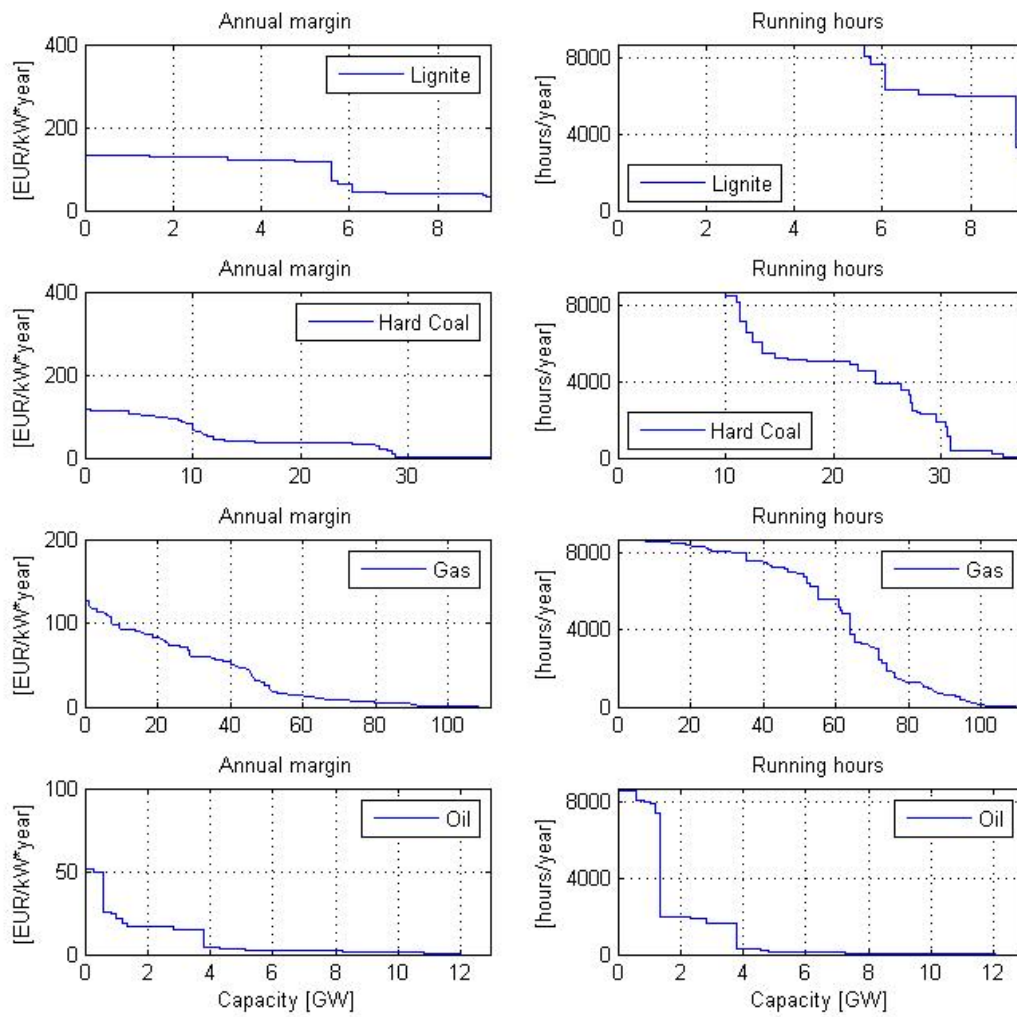 Annual margin
[EUR/kW*year]
400
200
0
Lignite
0 2 4 6 8
Running hours
[hours/year]
8000
4000
0
Lignite
0 2 4 6 8
Annual margin
[EUR/kW*year]
400
200
0
Hard Coal
0 10 20 30
Running hours
[hours/year]
8000
4000
0
Hard Coal
0 10 20 30
Annual margin
[EUR/kW*year]
200
100
0
Gas
0 20 40 60 80 100
Running hours
[hours/year]
8000
4000
0
Gas
0 20 40 60 80 100
Annual margin
[EUR/kW*year]
100
50
0
Oil
0 2 4 6 8 10 12
Capacity [GW]
Running hours
[hours/year]
8000
4000
0
Oil
0 2 4 6 8 10 12
Capacity [GW]